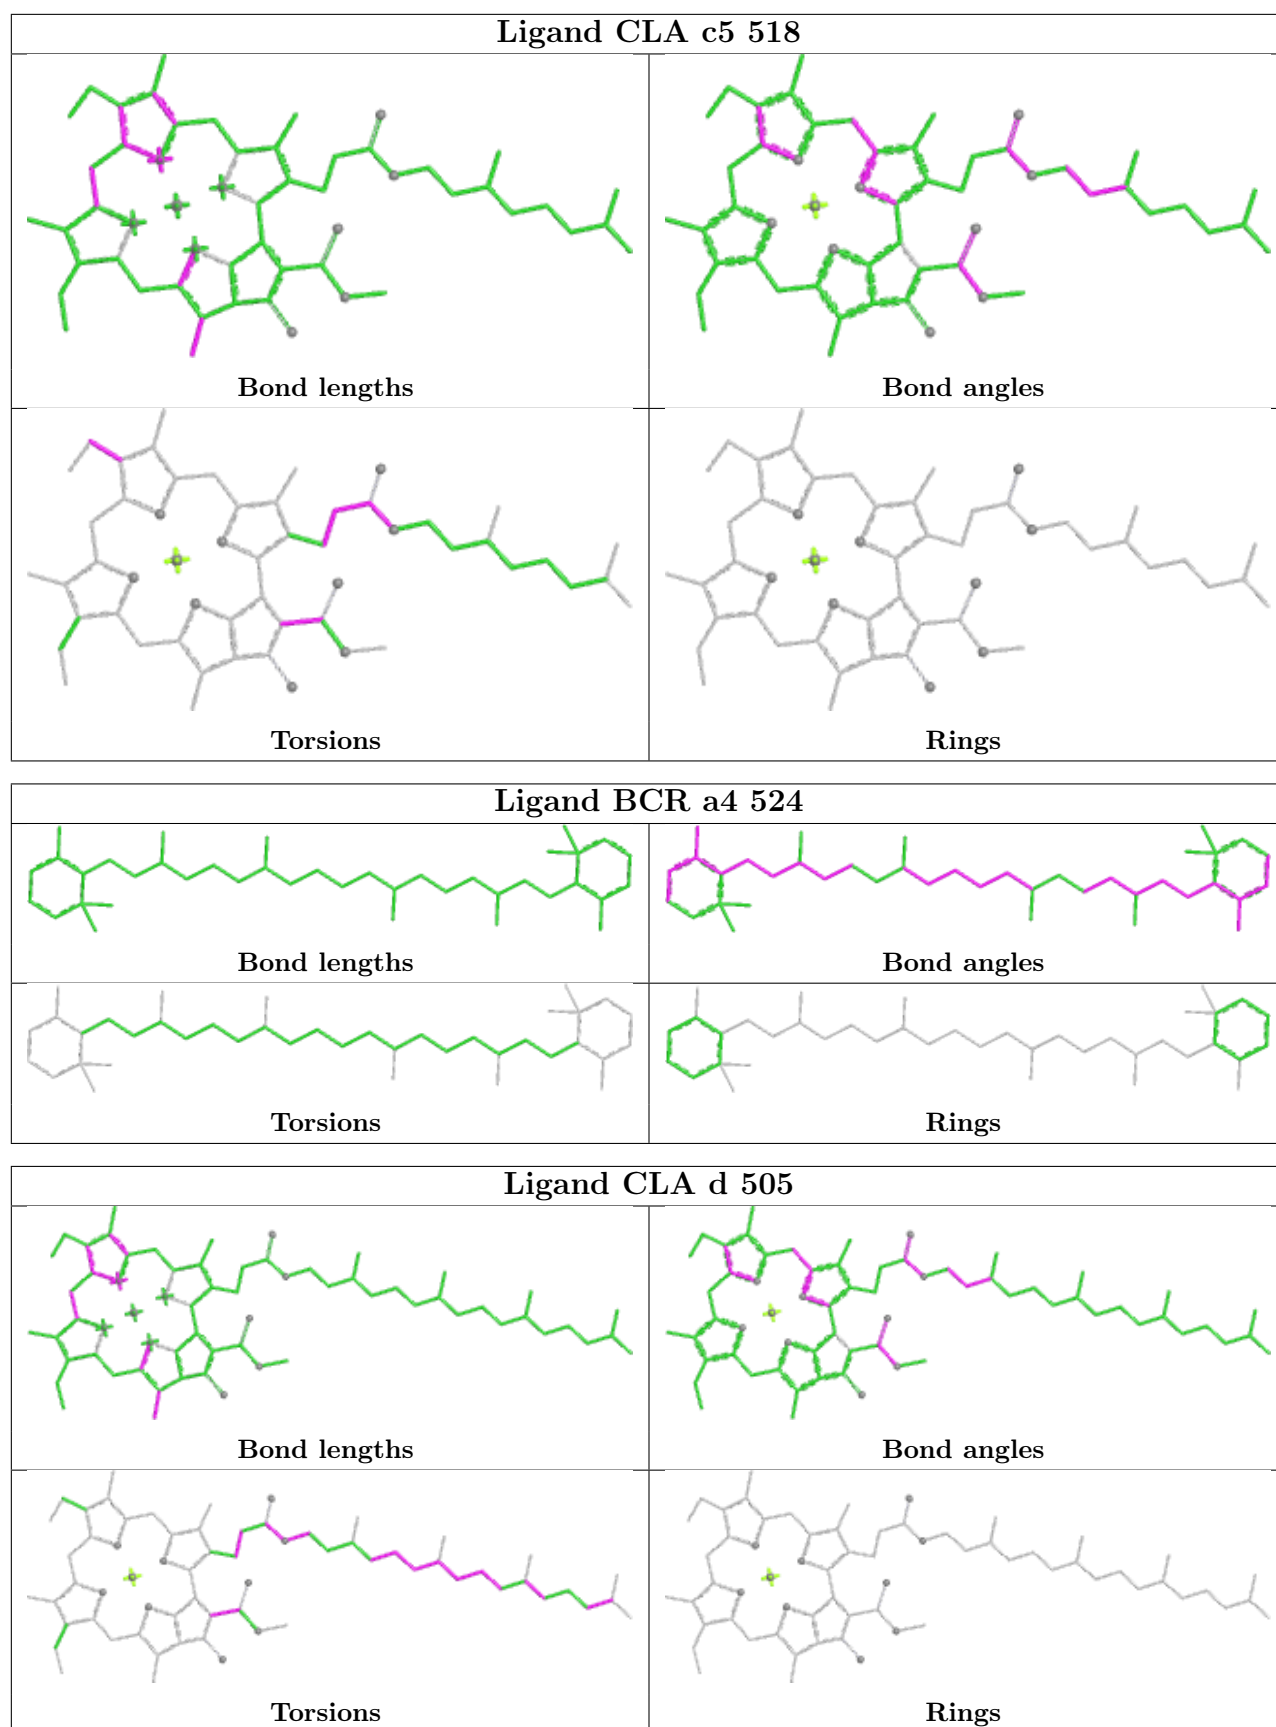 Ligand CLA c5 518
Bond lengths
Bond angles
Torsions
Rings
Ligand BCR a4 524
Bond lengths
Bond angles
Torsions
Rings
Ligand CLA d 505
Bond lengths
Bond angles
Torsions
Rings